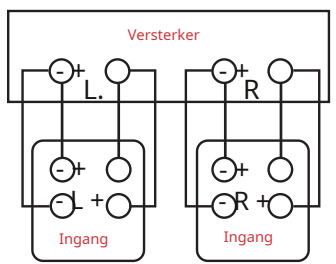 Versterker
- + - +
L. R
- + - +
- L + - R +
Ingang Ingang